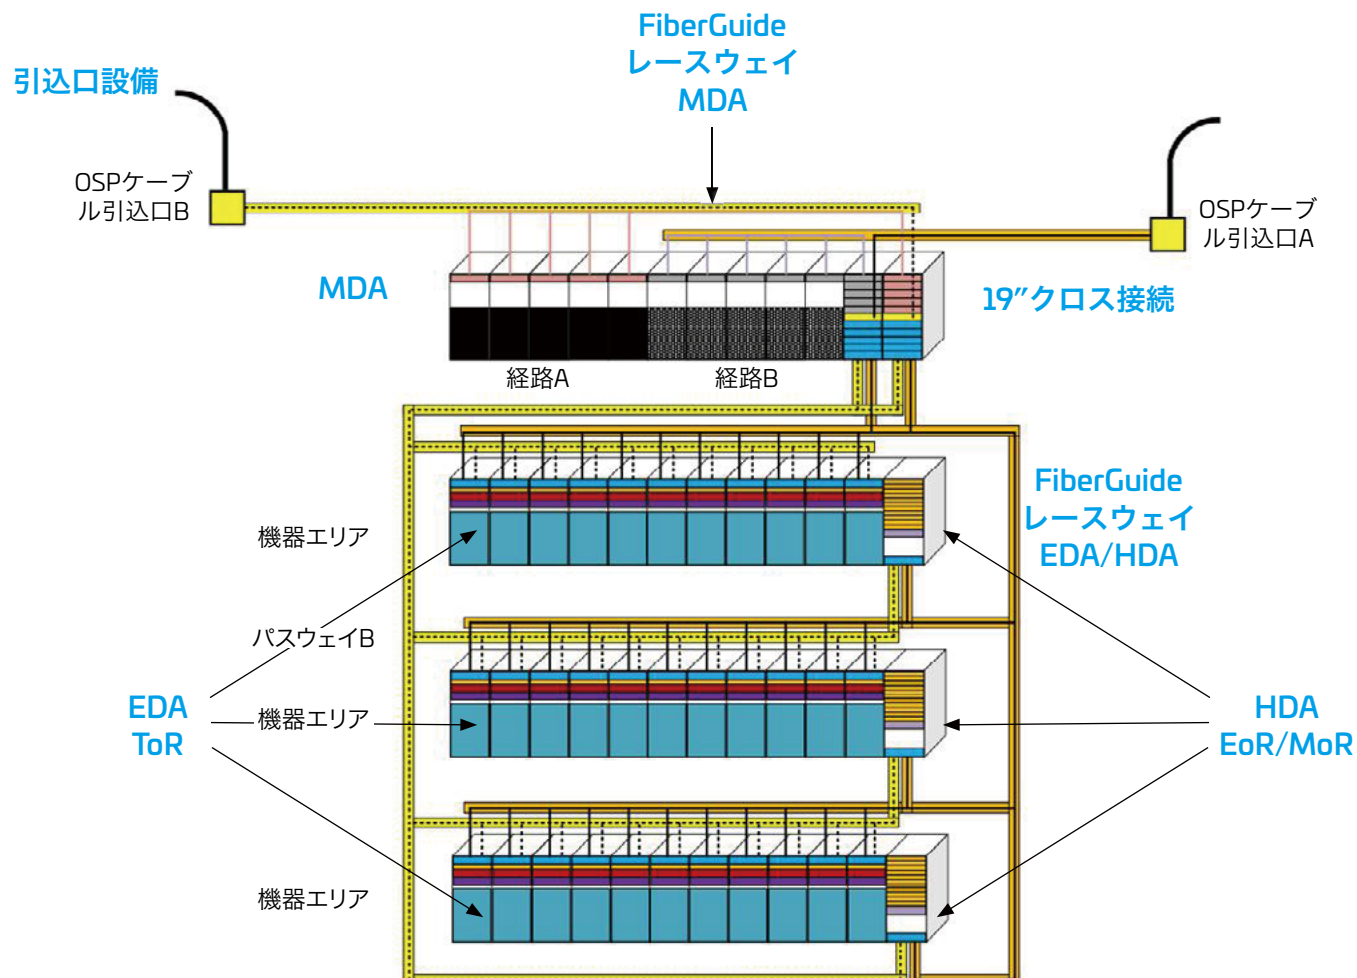 FiberGuide
レースウェイ
MDA
引込口設備
OSPケーブ
ル引込口B
OSPケーブ
ル引込口A
MDA
19”クロス接続
経路A
経路B
FiberGuide
レースウェイ
EDA/HDA
機器エリア
パスウェイB
EDA
ToR
機器エリア
HDA
EoR/MoR
機器エリア